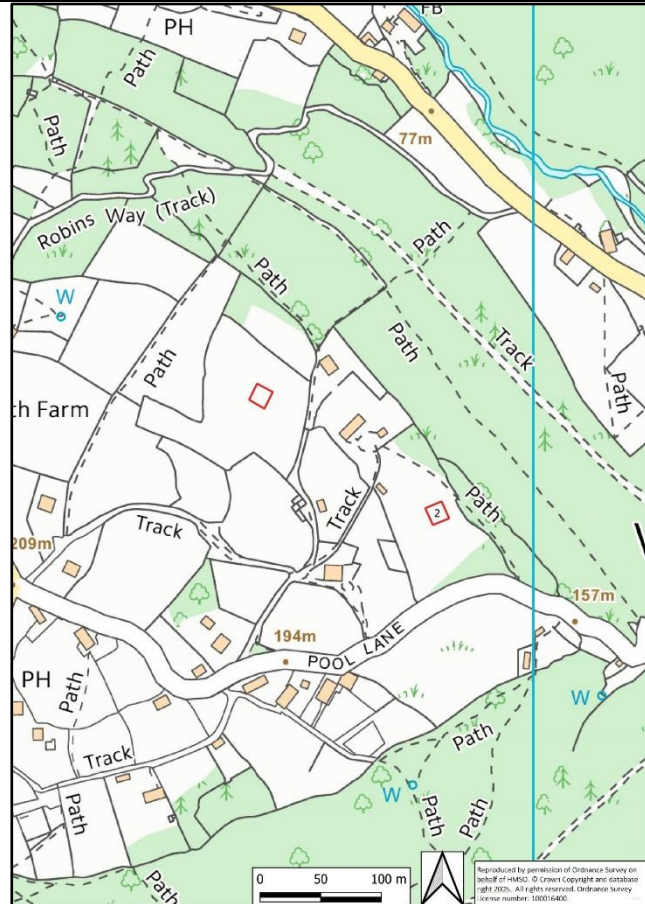 PH
FB
Path
77m
Path
Robins Way (Track)
Path
Path
W
Path
Path
Track
Path
th Farm
Track
Path
2
Track
209m
157m
194m
POOL LANE
PH
Path
W
Path
Track
W
Path
Path
Path
Path
0 50 100 m
Reproduced by permission of Ordnance Survey on
behalf of HMSO. © Crown Copyright and database
right 2005. All rights reserved. Ordnance Survey
License number: 100016400.